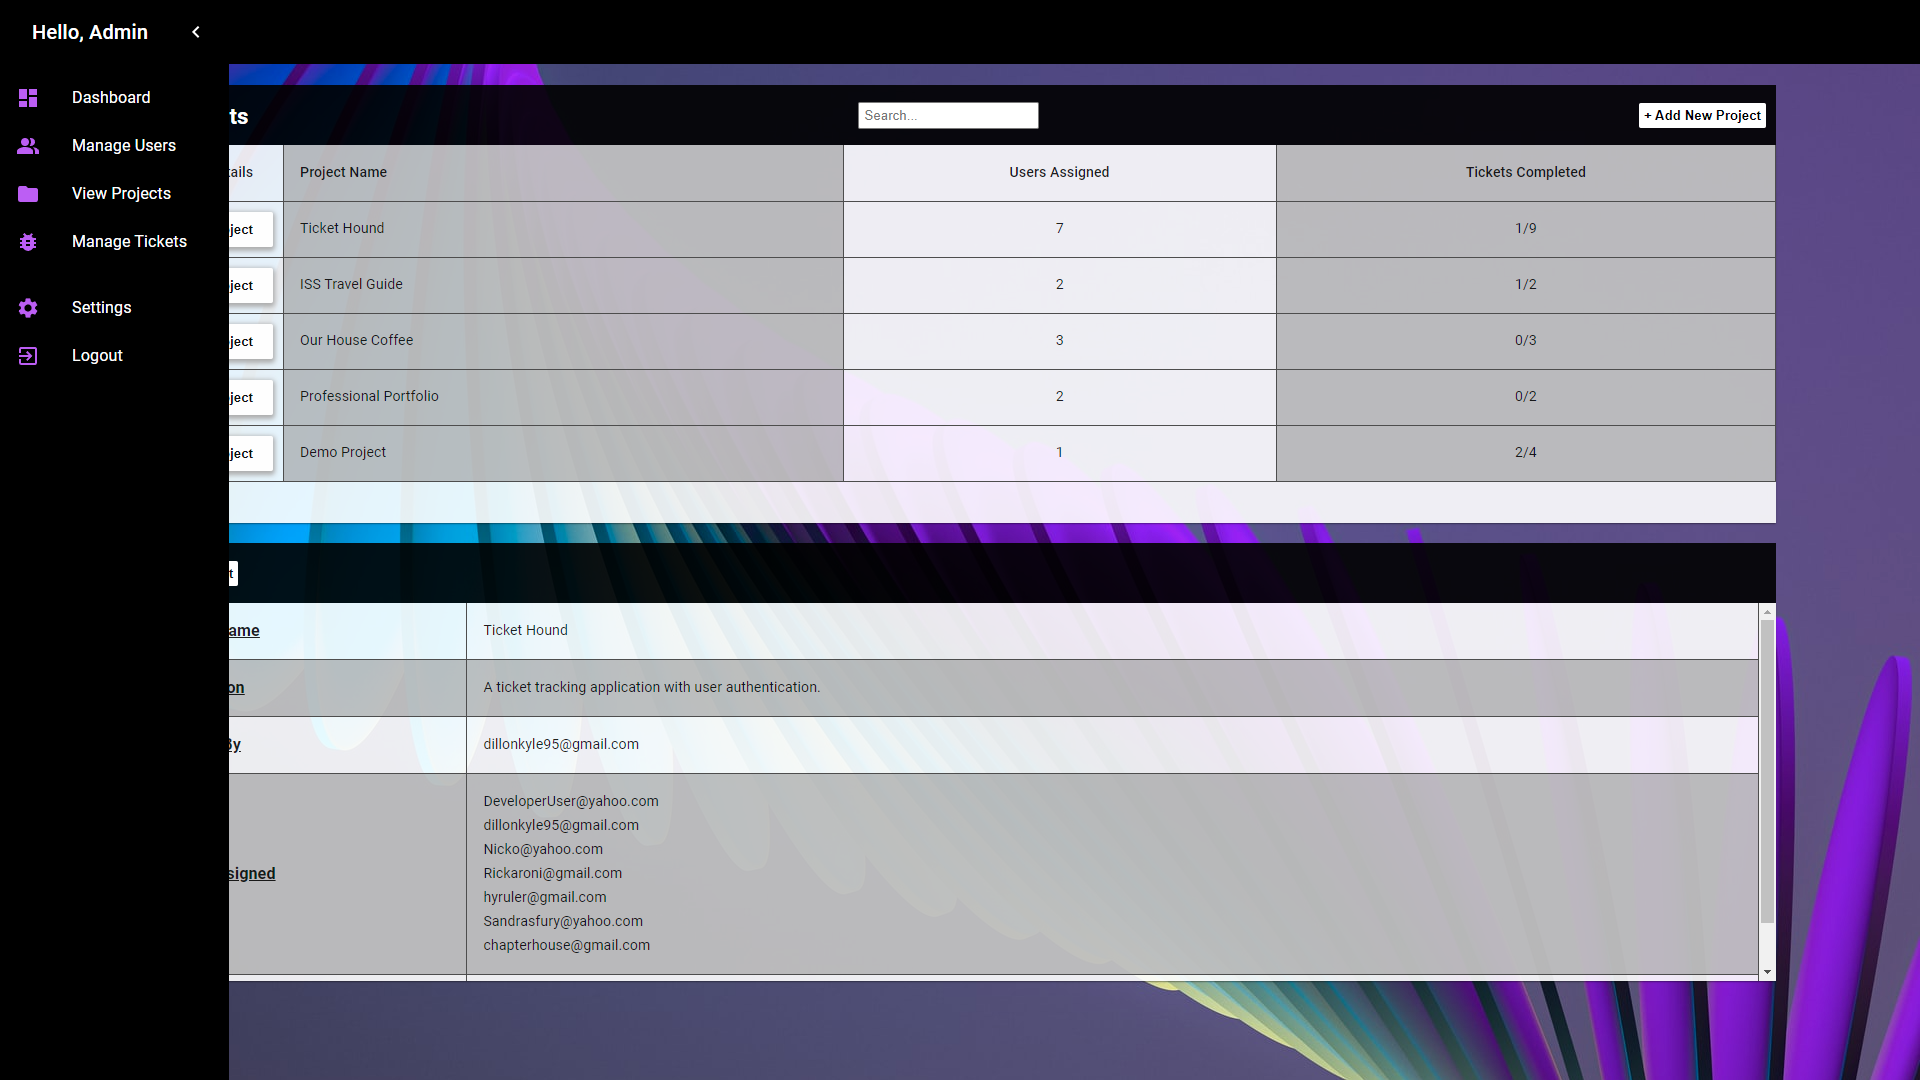 Hello, Admin
Dashboard
Manage Users
View Projects
Manage Tickets
Settings
Logout
ts
Search...
+ Add New Project
tails
Project Name
Users Assigned
Tickets Completed
ject
Ticket Hound
7
1/9
ject
ISS Travel Guide
2
1/2
ject
Our House Coffee
3
0/3
ject
Professional Portfolio
2
0/2
ject
Demo Project
1
2/4
t
ame
Ticket Hound
on
A ticket tracking application with user authentication.
By
dillonkyle95@gmail.com
signed
DeveloperUser@yahoo.com
dillonkyle95@gmail.com
Nicko@yahoo.com
Rickaroni@gmail.com
hyruler@gmail.com
Sandrasfury@yahoo.com
chapterhouse@gmail.com